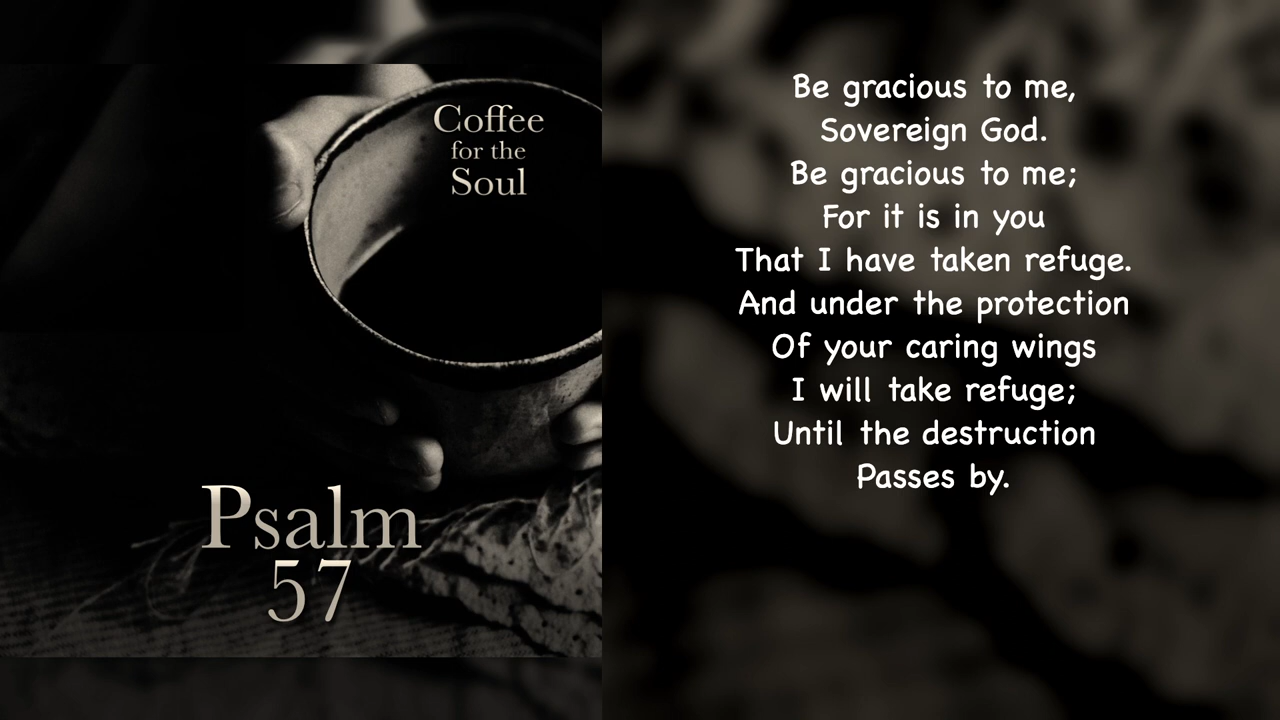 Coffee
for the
Soul
Psalm
57
Be gracious to me,
Sovereign God.
Be gracious to me;
For it is in you
That I have taken refuge.
And under the protection
Of your caring wings
I will take refuge;
Until the destruction
Passes by.